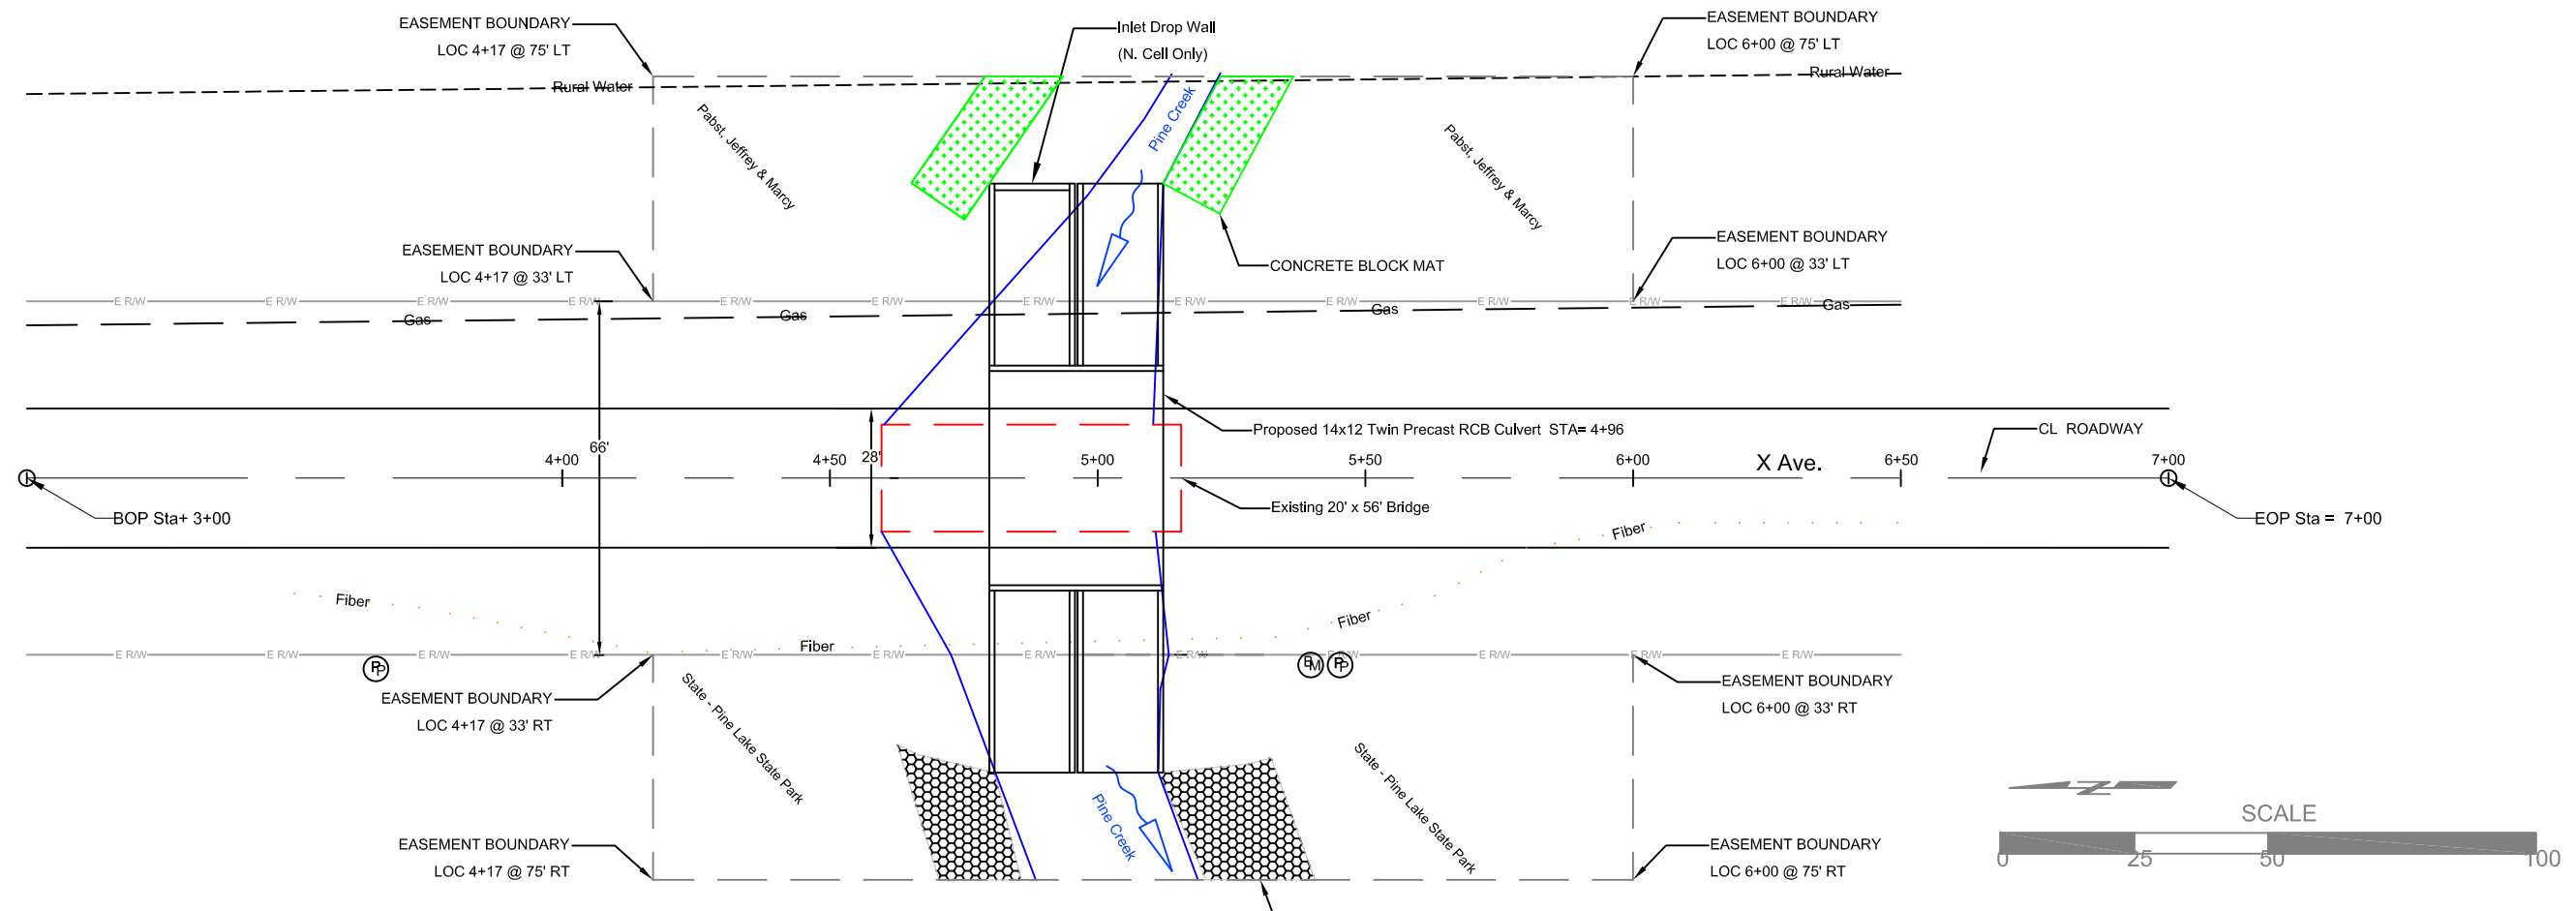 EASEMENT BOUNDARY
LOC 4+17 @ 75' LT
Inlet Drop Wall
(N. Cell Only)
EASEMENT BOUNDARY
LOC 6+00 @ 75' LT
Rural Water
Rural Water
Pabst, Jeffrey & Marcy
Pine Creek
Pabst, Jeffrey & Marcy
EASEMENT BOUNDARY
LOC 4+17 @ 33' LT
CONCRETE BLOCK MAT
EASEMENT BOUNDARY
LOC 6+00 @ 33' LT
E R/W E R/W E R/W E R/W E R/W E R/W E R/W E R/W E R/W E R/W E R/W E R/W
Gas Gas Gas Gas
Proposed 14x12 Twin Precast RCB Culvert STA= 4+96
CL ROADWAY
66'
28'
4+00 4+50 5+00 5+50 6+00 X Ave. 6+50 7+00
BOP Sta+ 3+00
Existing 20' x 56' Bridge
EOP Sta = 7+00
Fiber
Fiber
Fiber
Fiber
E R/W E R/W E R/W E R/W E R/W E R/W E R/W E R/W E R/W E R/W E R/W E R/W
PP
BM
PP
EASEMENT BOUNDARY
LOC 4+17 @ 33' RT
State - Pine Lake State Park
State - Pine Lake State Park
EASEMENT BOUNDARY
LOC 6+00 @ 33' RT
Pine Creek
N
SCALE
0 25 50 100
EASEMENT BOUNDARY
LOC 4+17 @ 75' RT
EASEMENT BOUNDARY
LOC 6+00 @ 75' RT